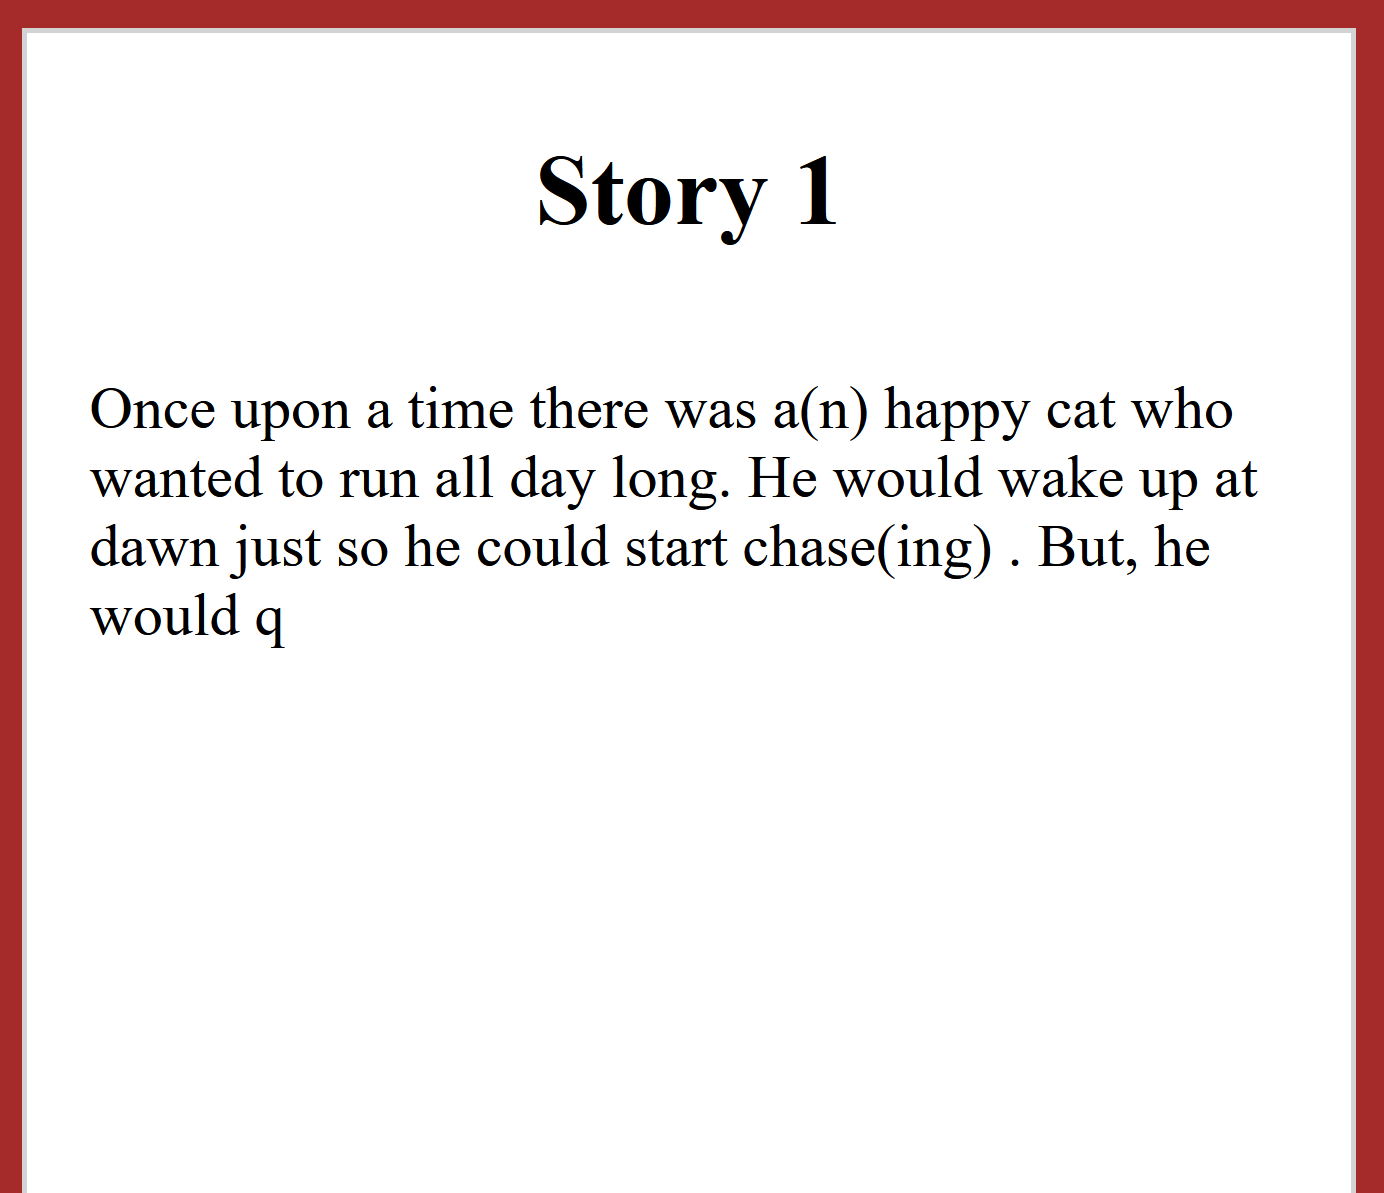 Story 1
Once upon a time there was a(n) happy cat who
wanted to run all day long. He would wake up at
dawn just so he could start chase(ing) . But, he
would q